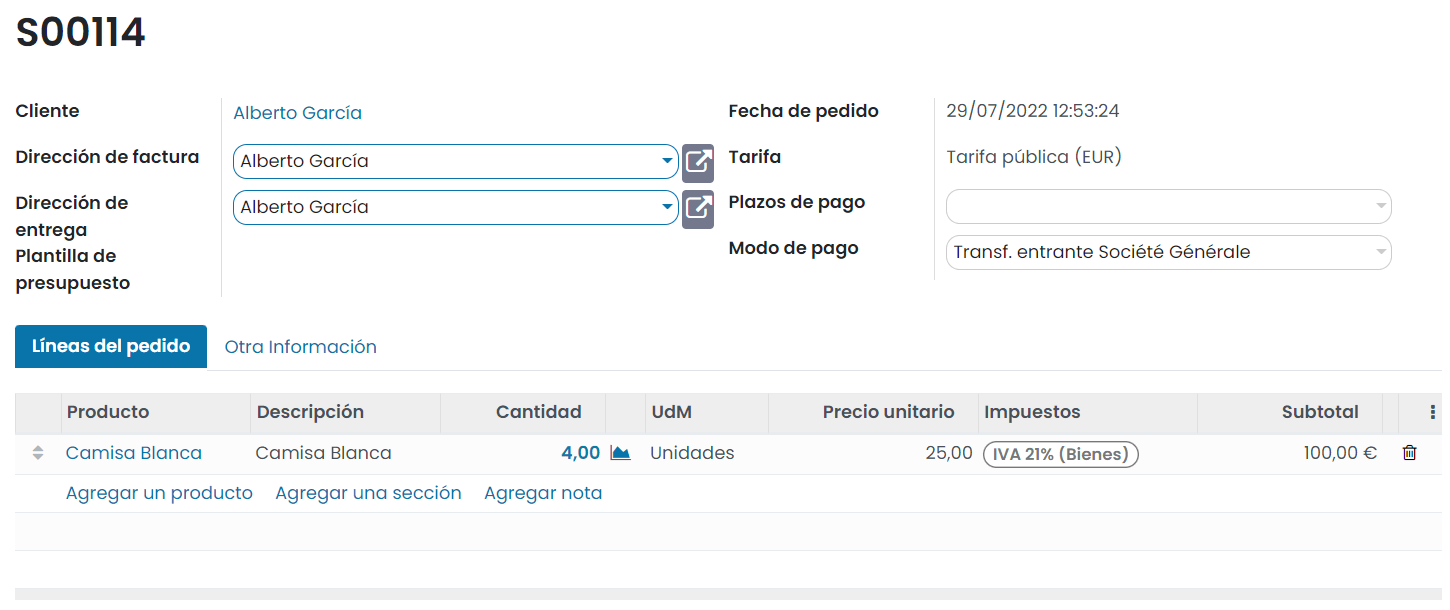 S00114
Cliente
Alberto García
Fecha de pedido
29/07/2022 12:53:24
Dirección de factura
Alberto García
Tarifa
Tarifa pública (EUR)
Dirección de
entrega
Alberto García
Plazos de pago
Plantilla de
presupuesto
Modo de pago
Transf. entrante Société Générale
Líneas del pedido
Otra Información
Producto Descripción Cantidad UdM Precio unitario Impuestos Subtotal
Camisa Blanca Camisa Blanca 4,00 Unidades 25,00 IVA 21% (Bienes) 100,00 €
Agregar un producto Agregar una sección Agregar nota